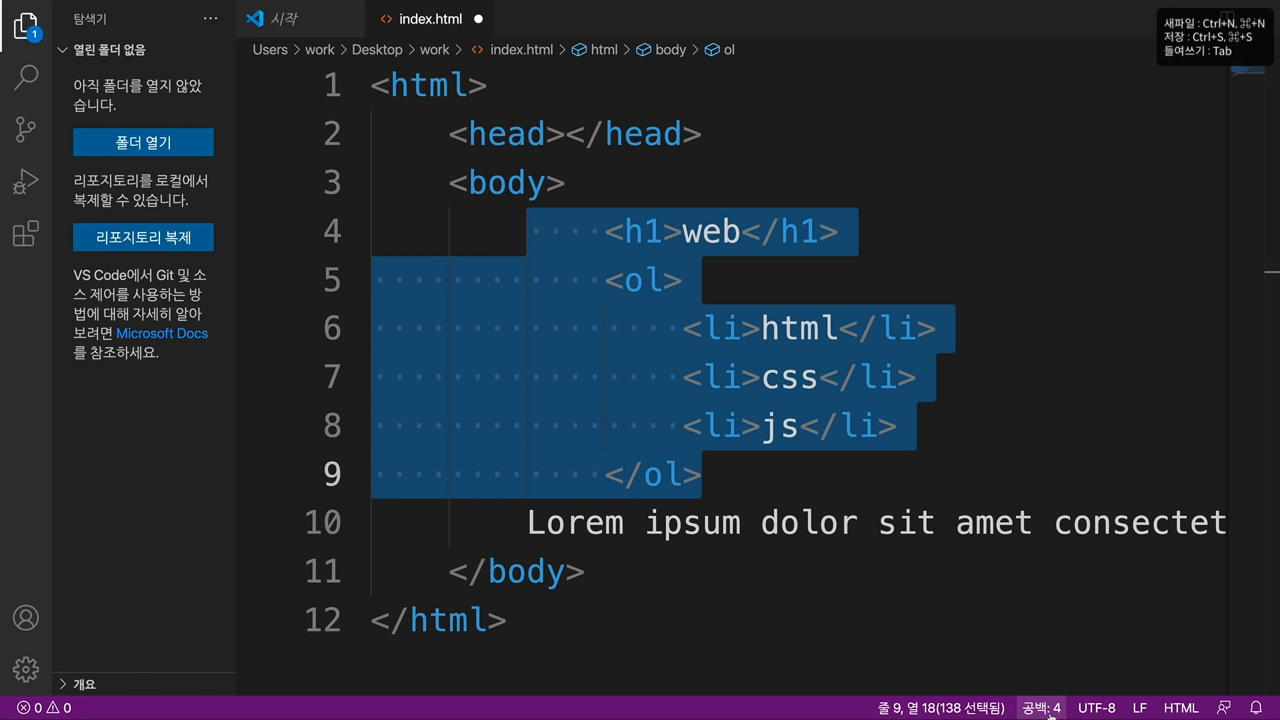 탐색기
···
시작
index.html
새파일 : Ctrl+N, ⌘+N
저장 : Ctrl+S, ⌘+S
들여쓰기 : Tab
1
열린 폴더 없음
Users > work > Desktop > work > index.html > html > body > ol
아직 폴더를 열지 않았
습니다.
폴더 열기
리포지토리를 로컬에서
복제할 수 있습니다.
리포지토리 복제
VS Code에서 Git 및 소
스 제어를 사용하는 방
법에 대해 자세히 알아
보려면 Microsoft Docs
를 참조하세요.
개요
1 <html>
2 <head></head>
3 <body>
4 ····<h1>web</h1>
5 ············<ol>
6 ················<li>html</li>
7 ················<li>css</li>
8 ················<li>js</li>
9 ············</ol>
10 Lorem ipsum dolor sit amet consectet
11 </body>
12 </html>
0 0
줄 9, 열 18(138 선택됨) 공백: 4 UTF-8 LF HTML